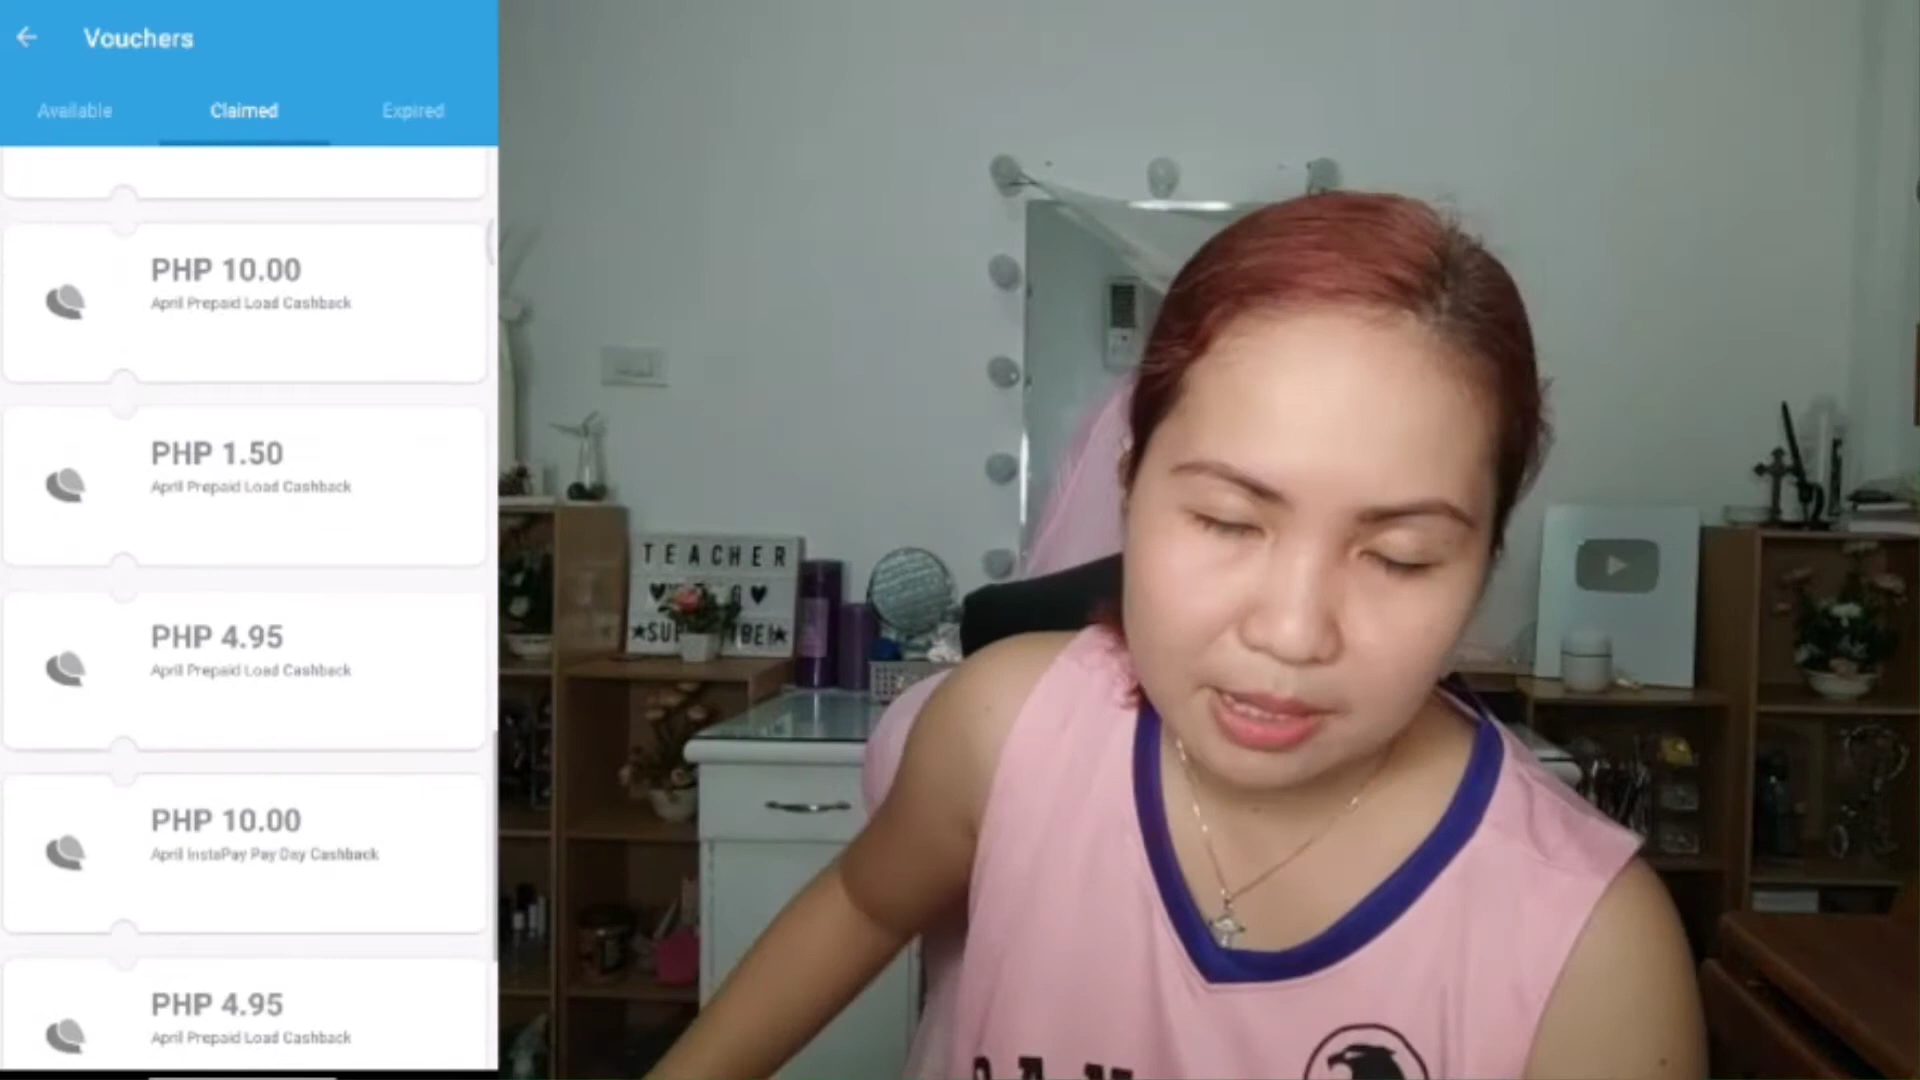 Vouchers
Available
Claimed
Expired
PHP 10.00
April Prepaid Load Cashback
PHP 1.50
April Prepaid Load Cashback
PHP 4.95
April Prepaid Load Cashback
PHP 10.00
April InstaPay Pay Day Cashback
PHP 4.95
April Prepaid Load Cashback
TEACHER